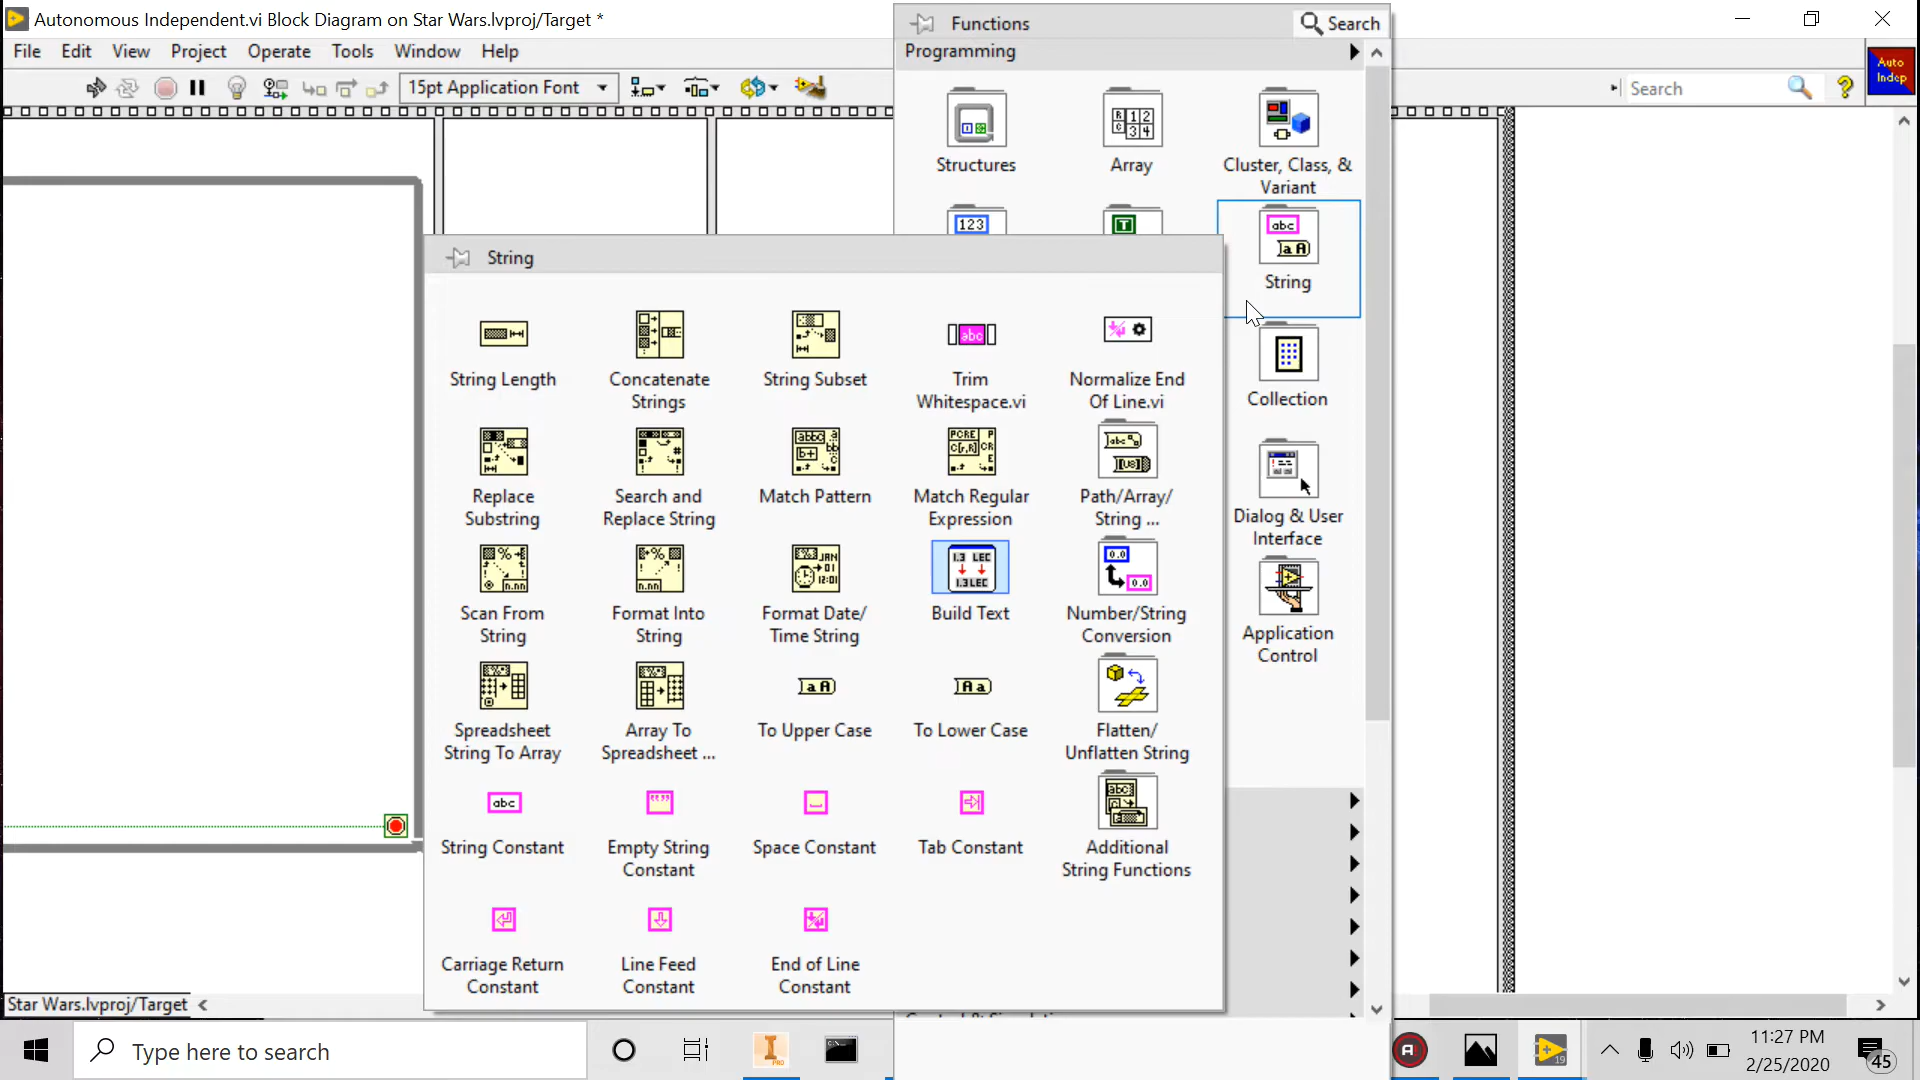 Autonomous Independent.vi Block Diagram on Star Wars.lvproj/Target *
File Edit View Project Operate Tools Window Help
15pt Application Font
Search
?
Auto
Indep
Functions
Search
Programming
Structures
Array
Cluster, Class, &
Variant
String
Collection
Dialog & User
Interface
Application
Control
String
String Length
Concatenate
Strings
String Subset
Trim
Whitespace.vi
Normalize End
Of Line.vi
Replace
Substring
Search and
Replace String
Match Pattern
Match Regular
Expression
Path/Array/
String ...
Scan From
String
Format Into
String
Format Date/
Time String
Build Text
Number/String
Conversion
Spreadsheet
String To Array
Array To
Spreadsheet ...
To Upper Case
To Lower Case
Flatten/
Unflatten String
String Constant
Empty String
Constant
Space Constant
Tab Constant
Additional
String Functions
Carriage Return
Constant
Line Feed
Constant
End of Line
Constant
Star Wars.lvproj/Target
Type here to search
11:27 PM
2/25/2020
45